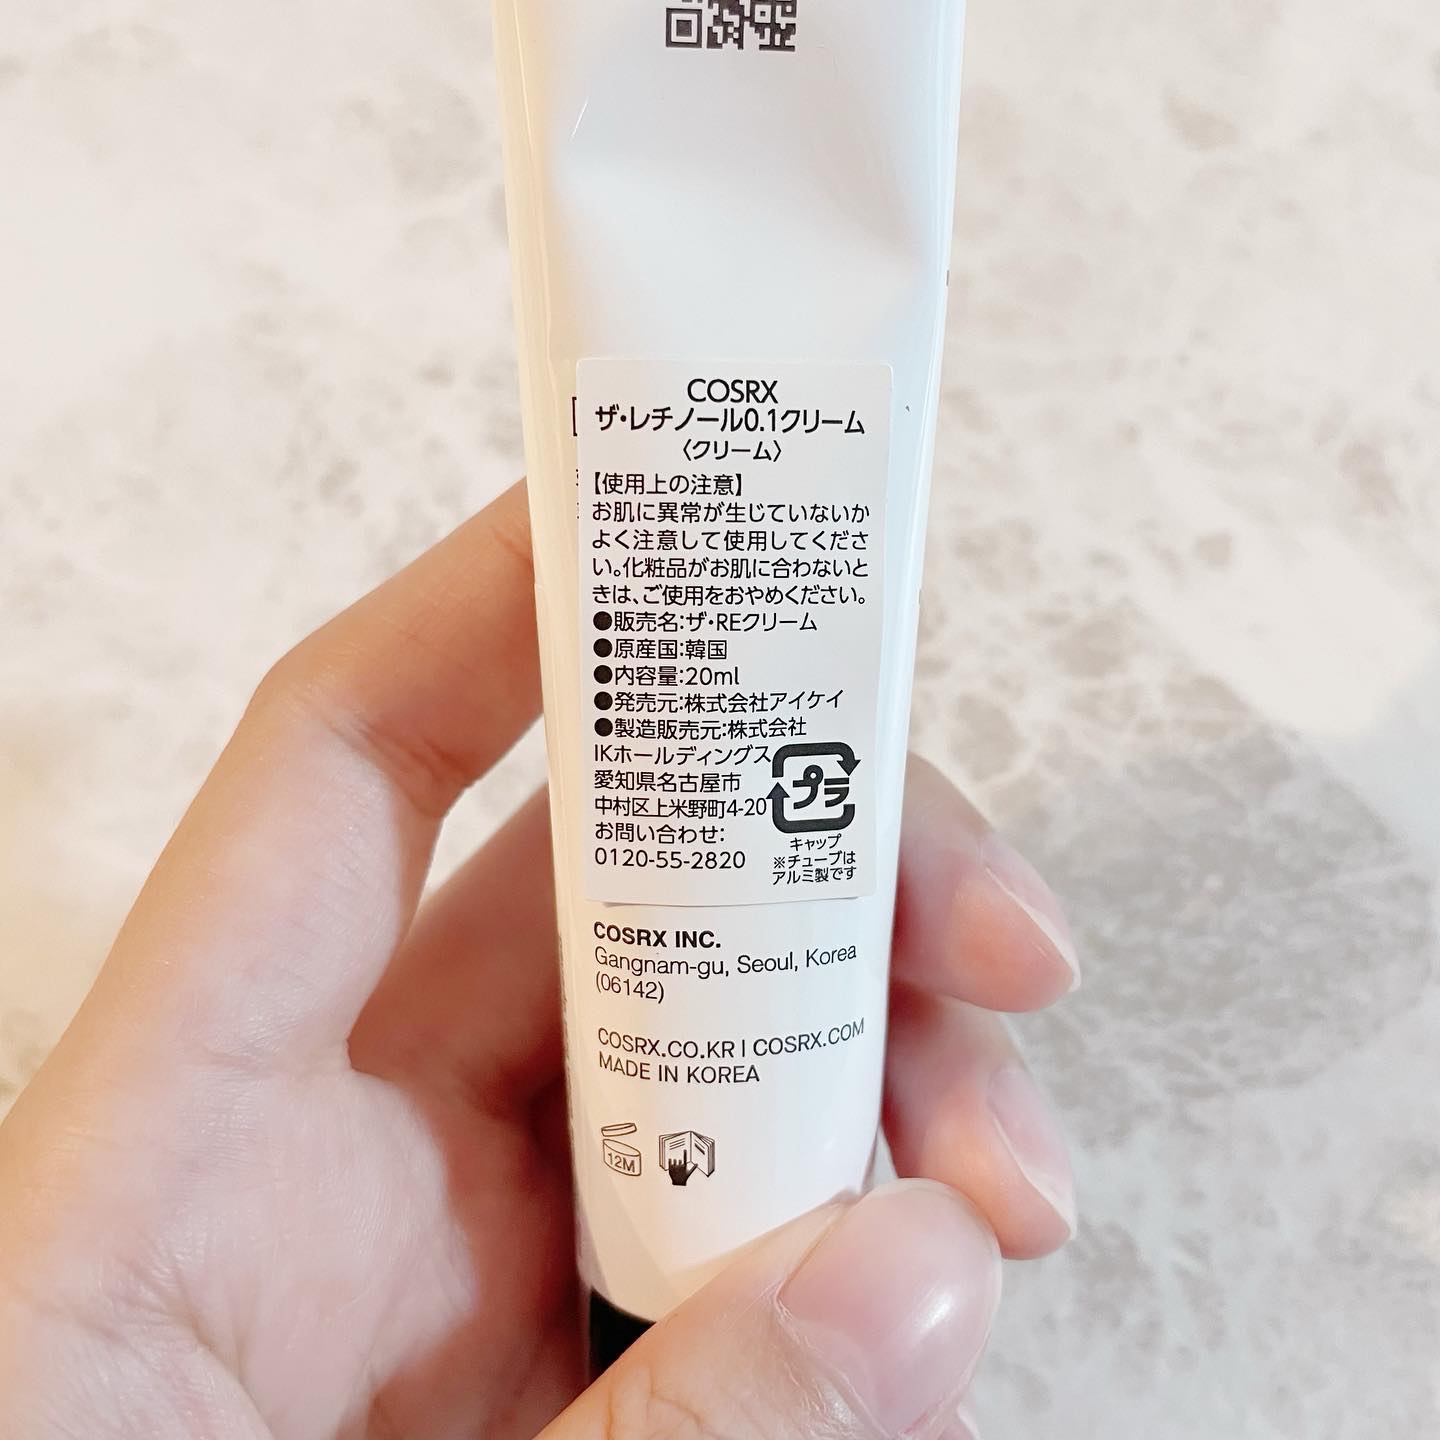 COSRX
ザ・レチノール0.1クリーム
〈クリーム〉
【使用上の注意】
お肌に異常が生じていないか
よく注意して使用してくださ
い。化粧品がお肌に合わないと
きは、ご使用をおやめください。
●販売名:ザ・REクリーム
●原産国:韓国
●内容量:20ml
●発売元:株式会社アイケイ
●製造販売元:株式会社
IKホールディングス
愛知県名古屋市
中村区上米野町4-20
お問い合わせ:
0120-55-2820
プラ
キャップ
※チューブは
アルミ製です
COSRX INC.
Gangnam-gu, Seoul, Korea
(06142)
COSRX.CO.KR I COSRX.COM
MADE IN KOREA
12M